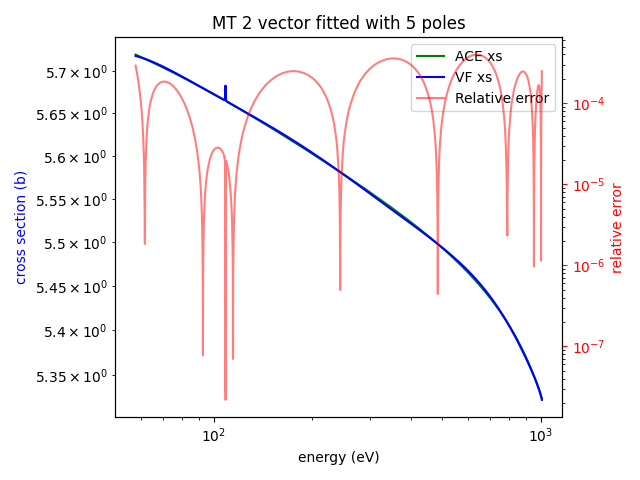 MT 2 vector fitted with 5 poles
ACE xs
VF xs
Relative error
5.7 × 10⁰
5.65 × 10⁰
5.6 × 10⁰
5.55 × 10⁰
5.5 × 10⁰
5.45 × 10⁰
5.4 × 10⁰
5.35 × 10⁰
cross section (b)
10⁻⁴
10⁻⁵
10⁻⁶
10⁻⁷
relative error
10²
10³
energy (eV)